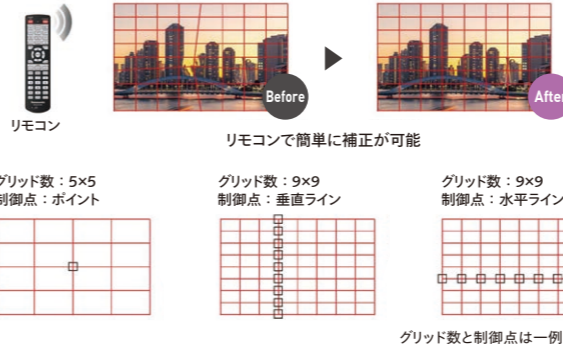 Before
After
リモコン
リモコンで簡単に補正が可能
グリッド数：5×5
制御点：ポイント
グリッド数：9×9
制御点：垂直ライン
グリッド数：9×9
制御点：水平ライン
グリッド数と制御点は一例